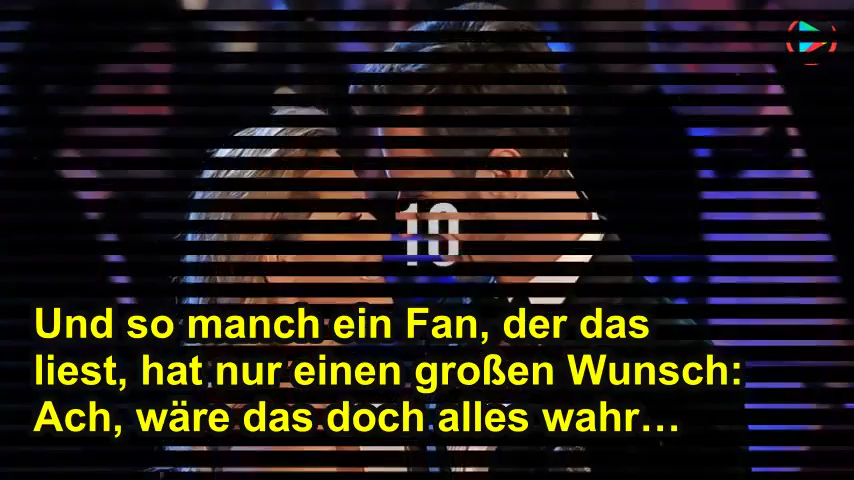 10
Und so manch ein Fan, der das
liest, hat nur einen großen Wunsch:
Ach, wäre das doch alles wahr…